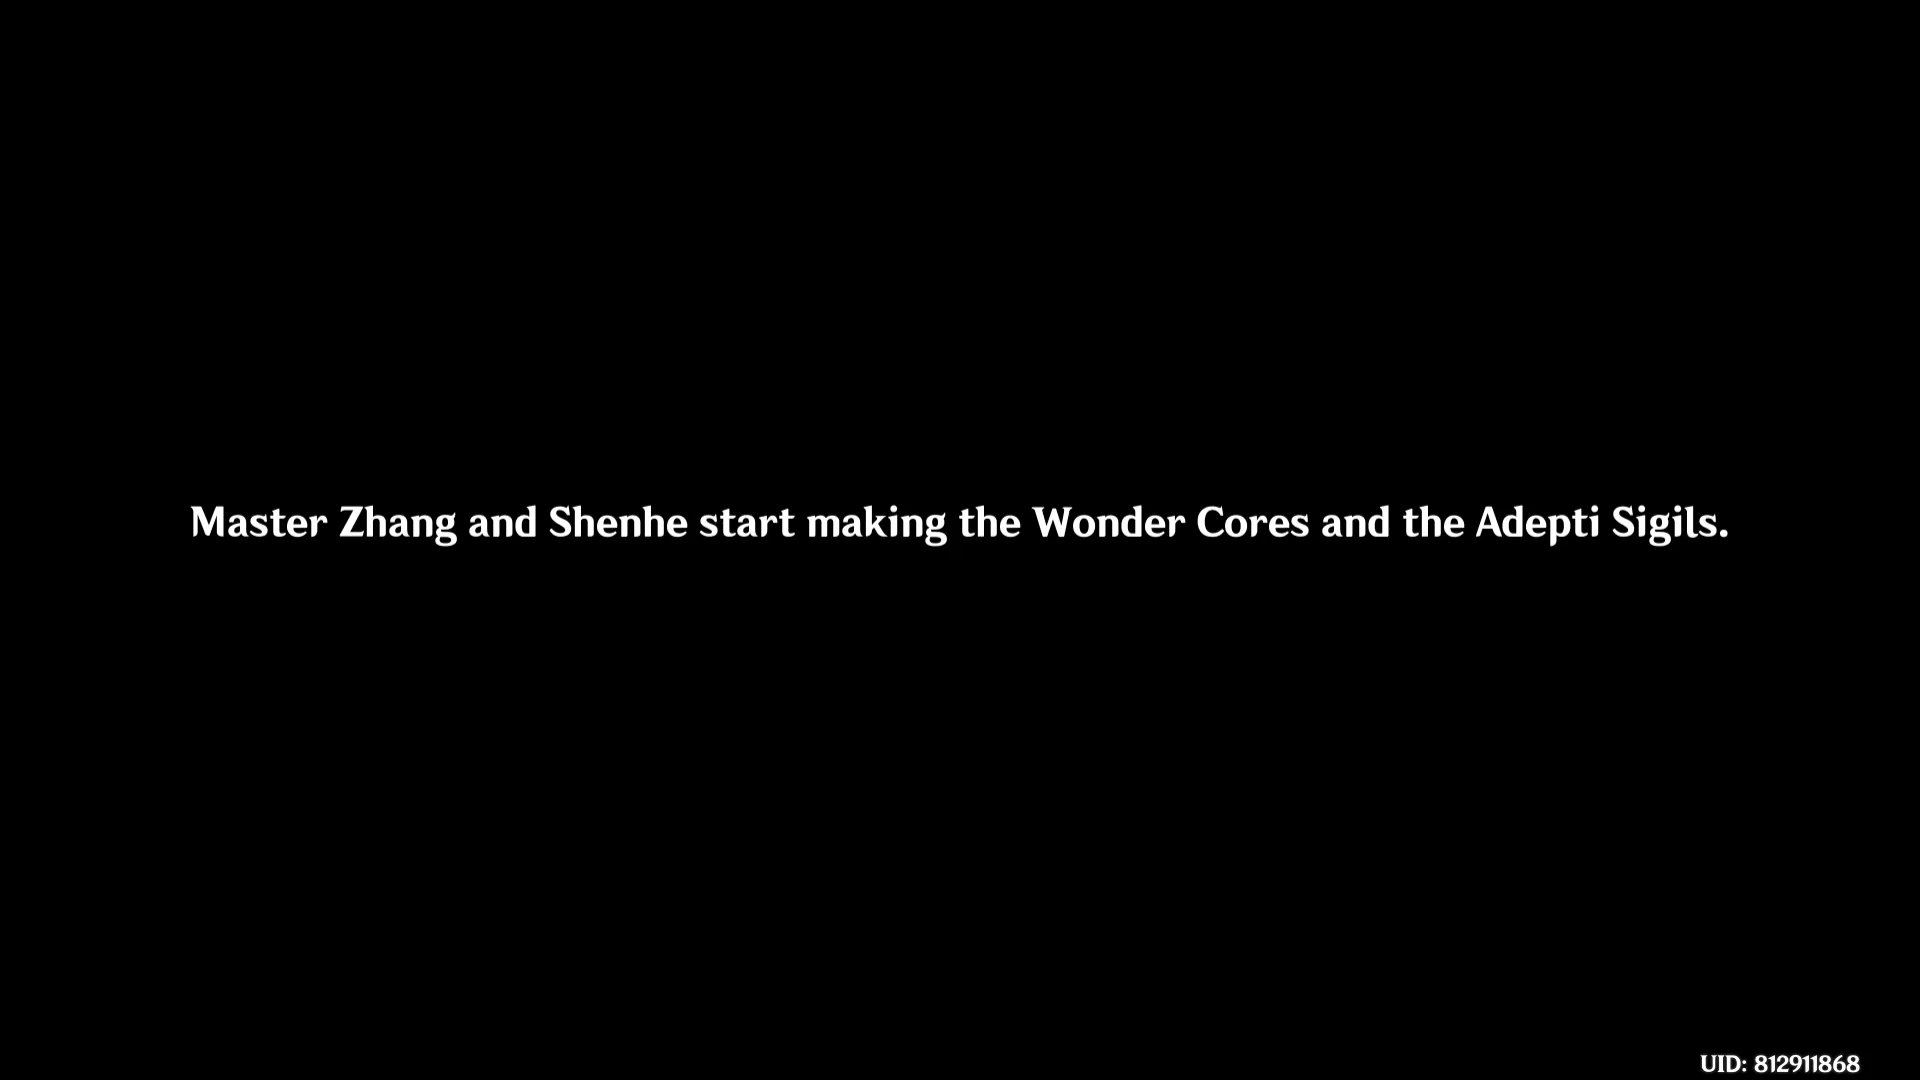 Master Zhang and Shenhe start making the Wonder Cores and the Adepti Sigils.
UID: 812911868